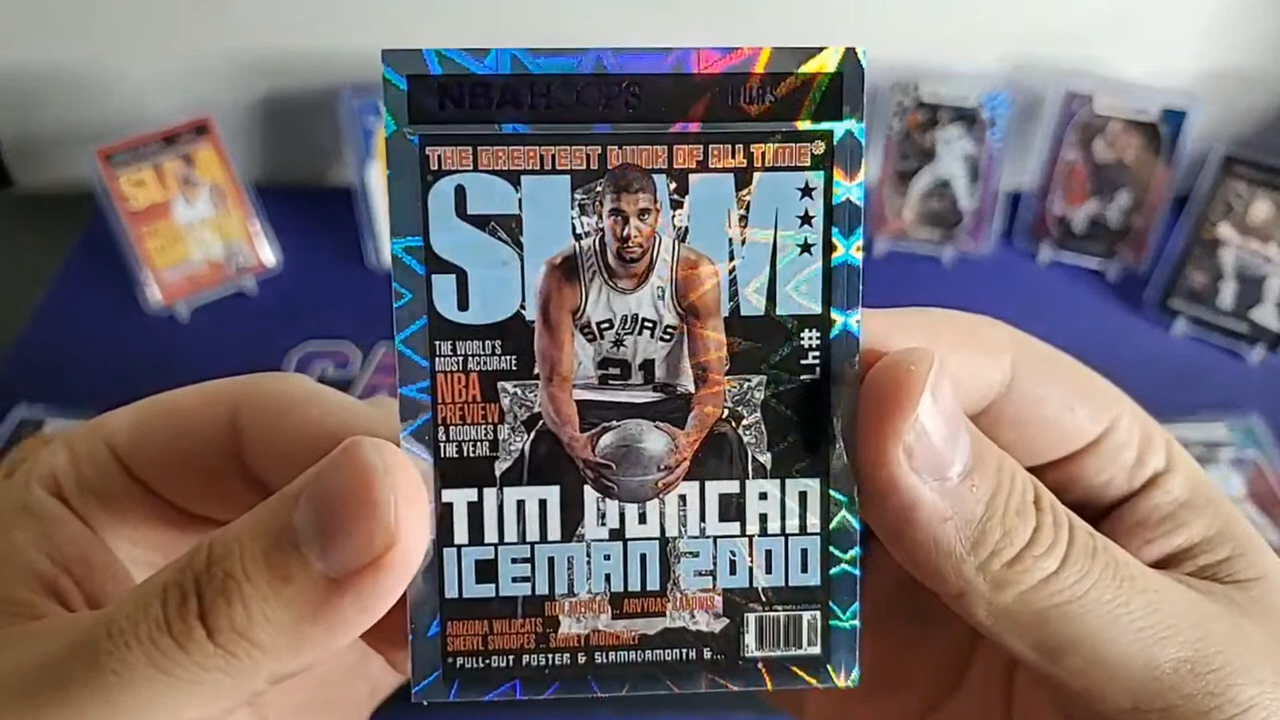 NBA HOOPS
THE GREATEST DUNK OF ALL TIME*
SLAM
#47
THE WORLD'S
MOST ACCURATE
NBA
PREVIEW
& ROOKIES OF
THE YEAR...
SPURS
21
TIM DUNCAN
ICEMAN 2000
RON MERCER .. ARVYDAS SABONIS
ARIZONA WILDCATS ..
SHERYL SWOOPES .. SIDNEY MONCRIEF
*PULL-OUT POSTER & SLAMADAMONTH &...